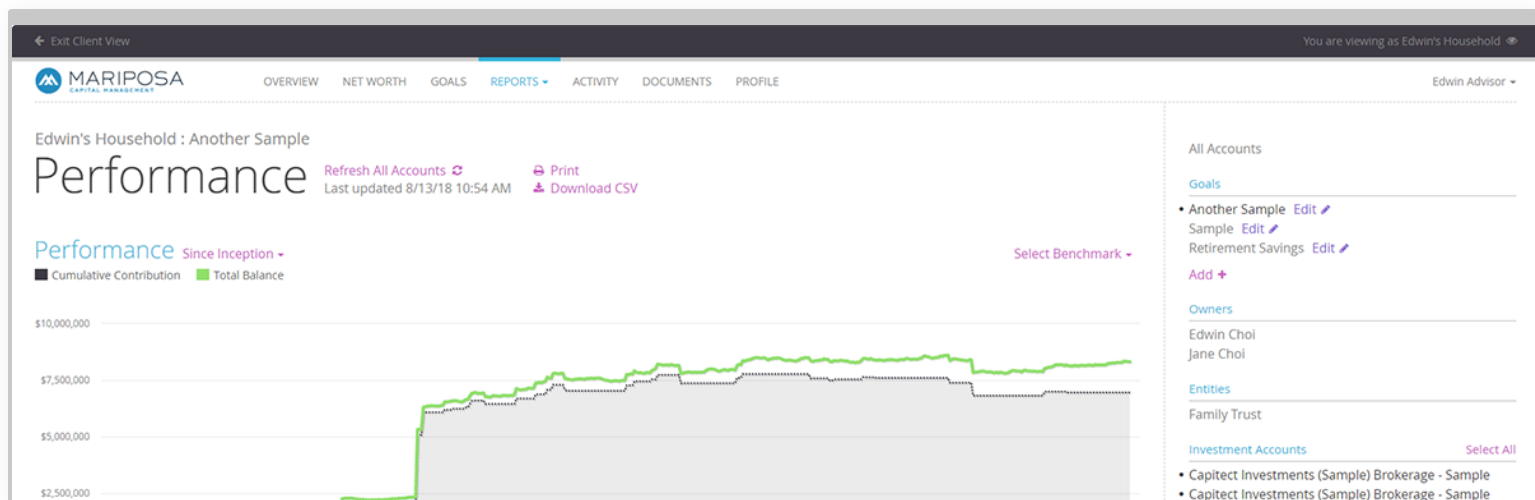 Exit Client View
You are viewing as Edwin's Household
MARIPOSA
CAPITAL MANAGEMENT
OVERVIEW NET WORTH GOALS REPORTS ACTIVITY DOCUMENTS PROFILE
Edwin Advisor
Edwin's Household : Another Sample
Performance
Refresh All Accounts
Last updated 8/13/18 10:54 AM
Print
Download CSV
Performance Since Inception
Select Benchmark
Cumulative Contribution Total Balance
$10,000,000
$7,500,000
$5,000,000
$2,500,000
All Accounts
Goals
• Another Sample Edit
Sample Edit
Retirement Savings Edit
Add +
Owners
Edwin Choi
Jane Choi
Entities
Family Trust
Investment Accounts Select All
• Capitect Investments (Sample) Brokerage - Sample
• Capitect Investments (Sample) Brokerage - Sample